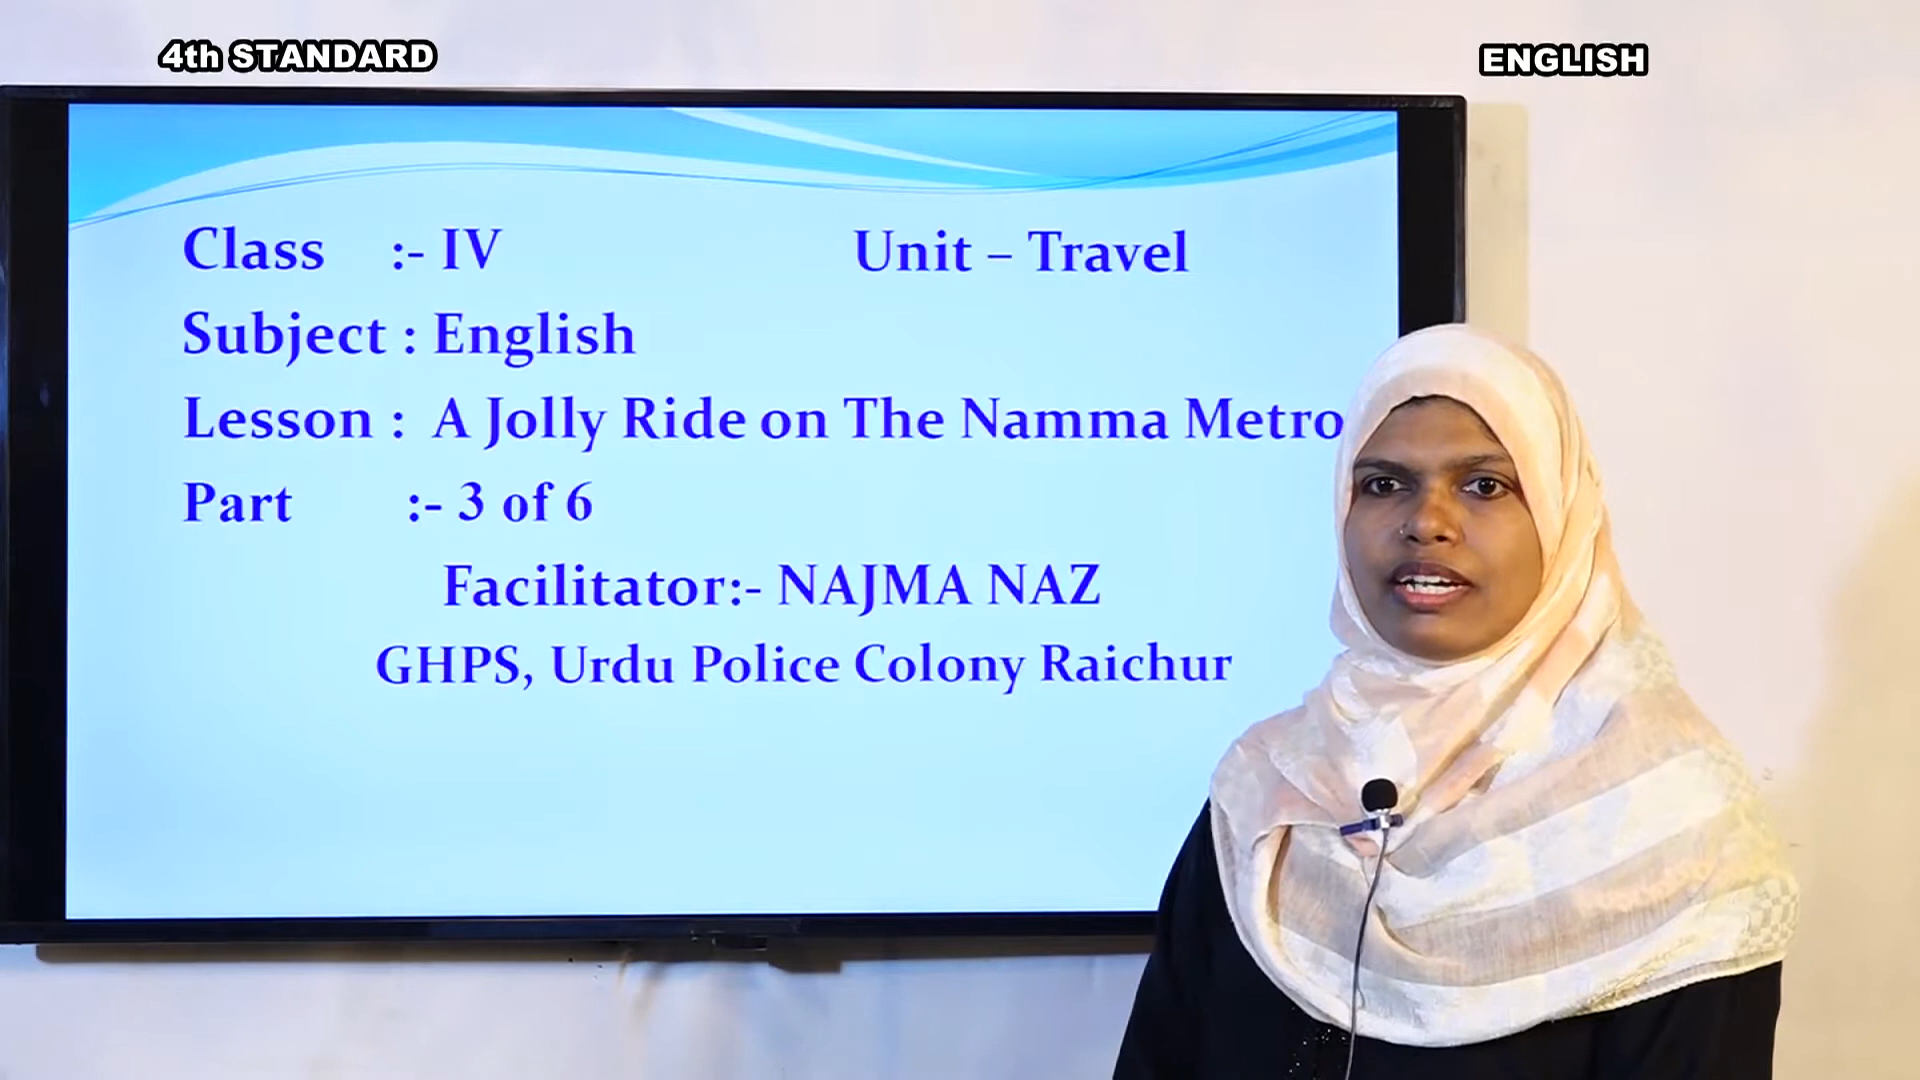 4th STANDARD
ENGLISH
Class :- IV
Unit – Travel
Subject : English
Lesson : A Jolly Ride on The Namma Metro
Part :- 3 of 6
Facilitator:- NAJMA NAZ
GHPS, Urdu Police Colony Raichur